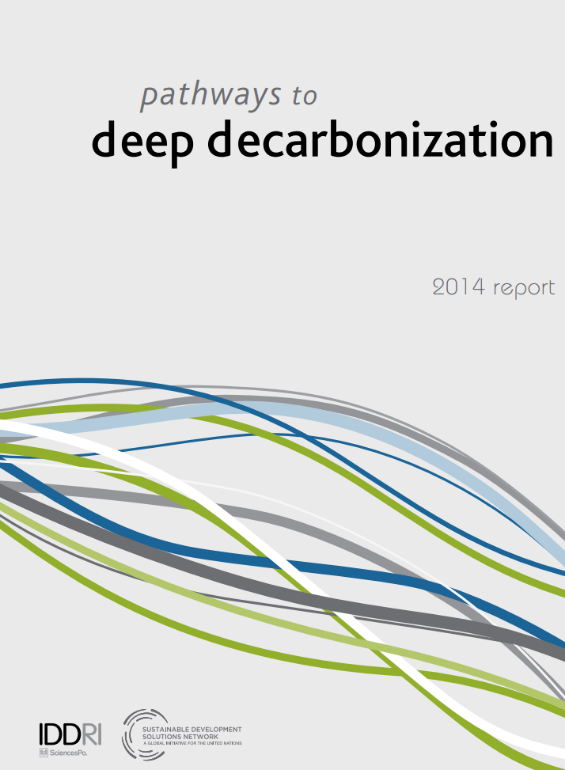 pathways to
deep decarbonization
2014 report
IDDRI
SciencesPo.
SUSTAINABLE DEVELOPMENT
SOLUTIONS NETWORK
A GLOBAL INITIATIVE FOR THE UNITED NATIONS